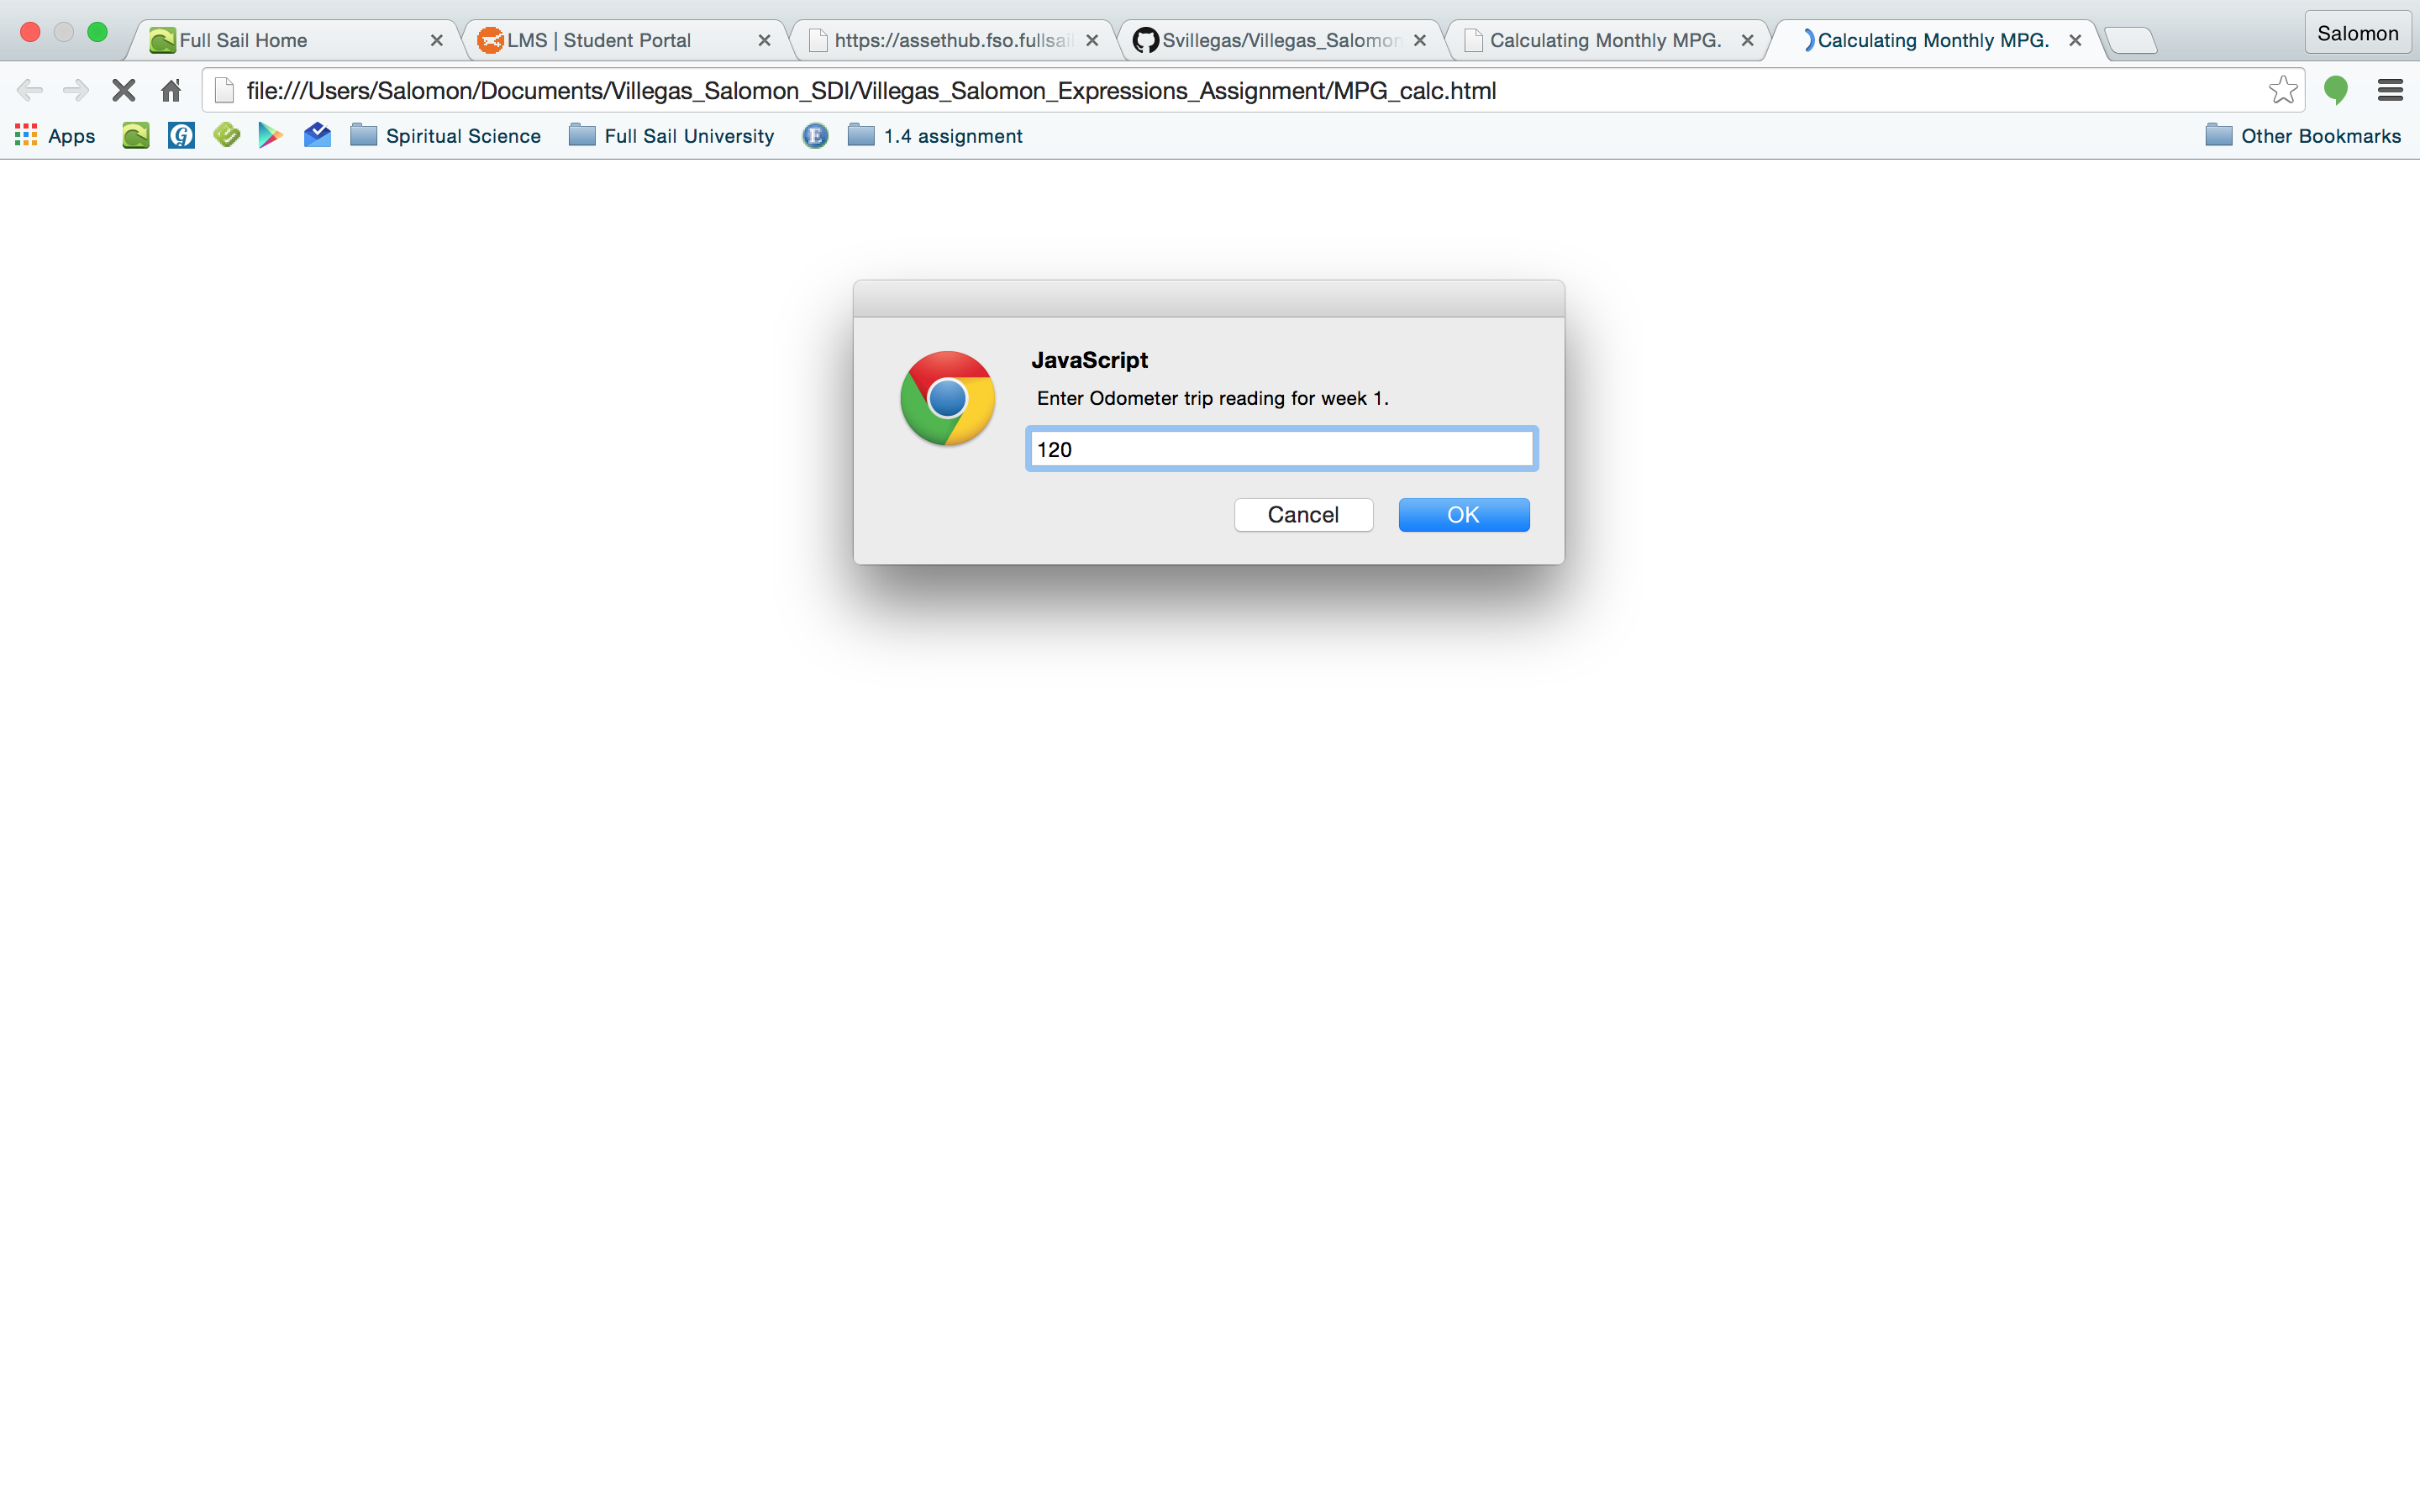 Full Sail Home
LMS | Student Portal
https://assethub.fso.fullsail
Svillegas/Villegas_Salomon
Calculating Monthly MPG.
Calculating Monthly MPG.
Salomon
file:///Users/Salomon/Documents/Villegas_Salomon_SDI/Villegas_Salomon_Expressions_Assignment/MPG_calc.html
Apps
Spiritual Science
Full Sail University
E
1.4 assignment
Other Bookmarks
JavaScript
Enter Odometer trip reading for week 1.
120
Cancel
OK